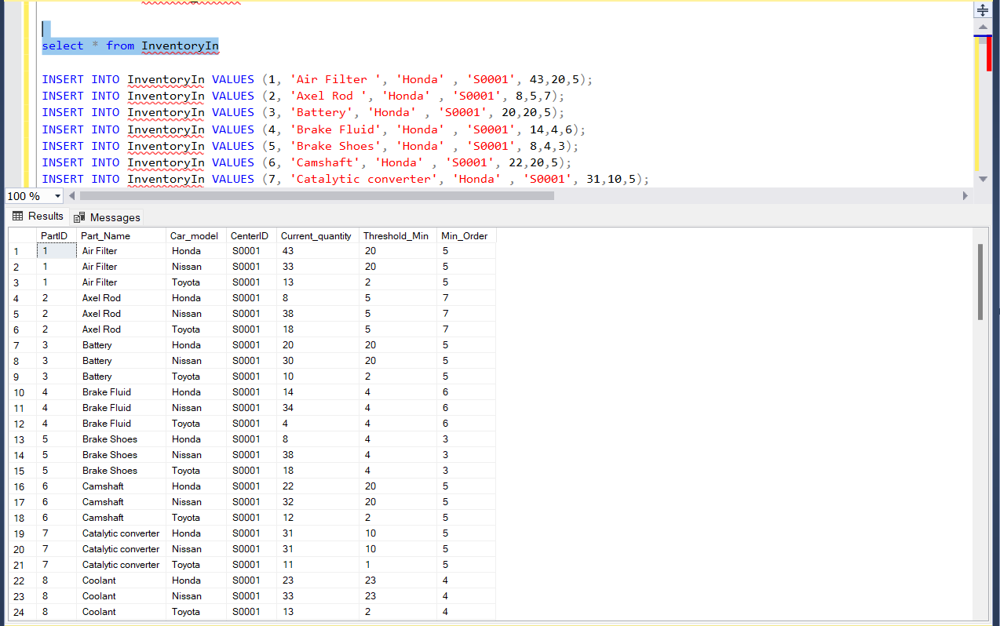 select * from InventoryIn
INSERT INTO InventoryIn VALUES (1, 'Air Filter ', 'Honda' , 'S0001', 43,20,5);
INSERT INTO InventoryIn VALUES (2, 'Axel Rod ', 'Honda' , 'S0001', 8,5,7);
INSERT INTO InventoryIn VALUES (3, 'Battery', 'Honda' , 'S0001', 20,20,5);
INSERT INTO InventoryIn VALUES (4, 'Brake Fluid', 'Honda' , 'S0001', 14,4,6);
INSERT INTO InventoryIn VALUES (5, 'Brake Shoes', 'Honda' , 'S0001', 8,4,3);
INSERT INTO InventoryIn VALUES (6, 'Camshaft', 'Honda' , 'S0001', 22,20,5);
INSERT INTO InventoryIn VALUES (7, 'Catalytic converter', 'Honda' , 'S0001', 31,10,5);
100 %
Results Messages
PartID Part_Name Car_model CenterID Current_quantity Threshold_Min Min_Order
1 1 Air Filter Honda S0001 43 20 5
2 1 Air Filter Nissan S0001 33 20 5
3 1 Air Filter Toyota S0001 13 2 5
4 2 Axel Rod Honda S0001 8 5 7
5 2 Axel Rod Nissan S0001 38 5 7
6 2 Axel Rod Toyota S0001 18 5 7
7 3 Battery Honda S0001 20 20 5
8 3 Battery Nissan S0001 30 20 5
9 3 Battery Toyota S0001 10 2 5
10 4 Brake Fluid Honda S0001 14 4 6
11 4 Brake Fluid Nissan S0001 34 4 6
12 4 Brake Fluid Toyota S0001 4 4 6
13 5 Brake Shoes Honda S0001 8 4 3
14 5 Brake Shoes Nissan S0001 38 4 3
15 5 Brake Shoes Toyota S0001 18 4 3
16 6 Camshaft Honda S0001 22 20 5
17 6 Camshaft Nissan S0001 32 20 5
18 6 Camshaft Toyota S0001 12 2 5
19 7 Catalytic converter Honda S0001 31 10 5
20 7 Catalytic converter Nissan S0001 31 10 5
21 7 Catalytic converter Toyota S0001 11 1 5
22 8 Coolant Honda S0001 23 23 4
23 8 Coolant Nissan S0001 33 23 4
24 8 Coolant Toyota S0001 13 2 4